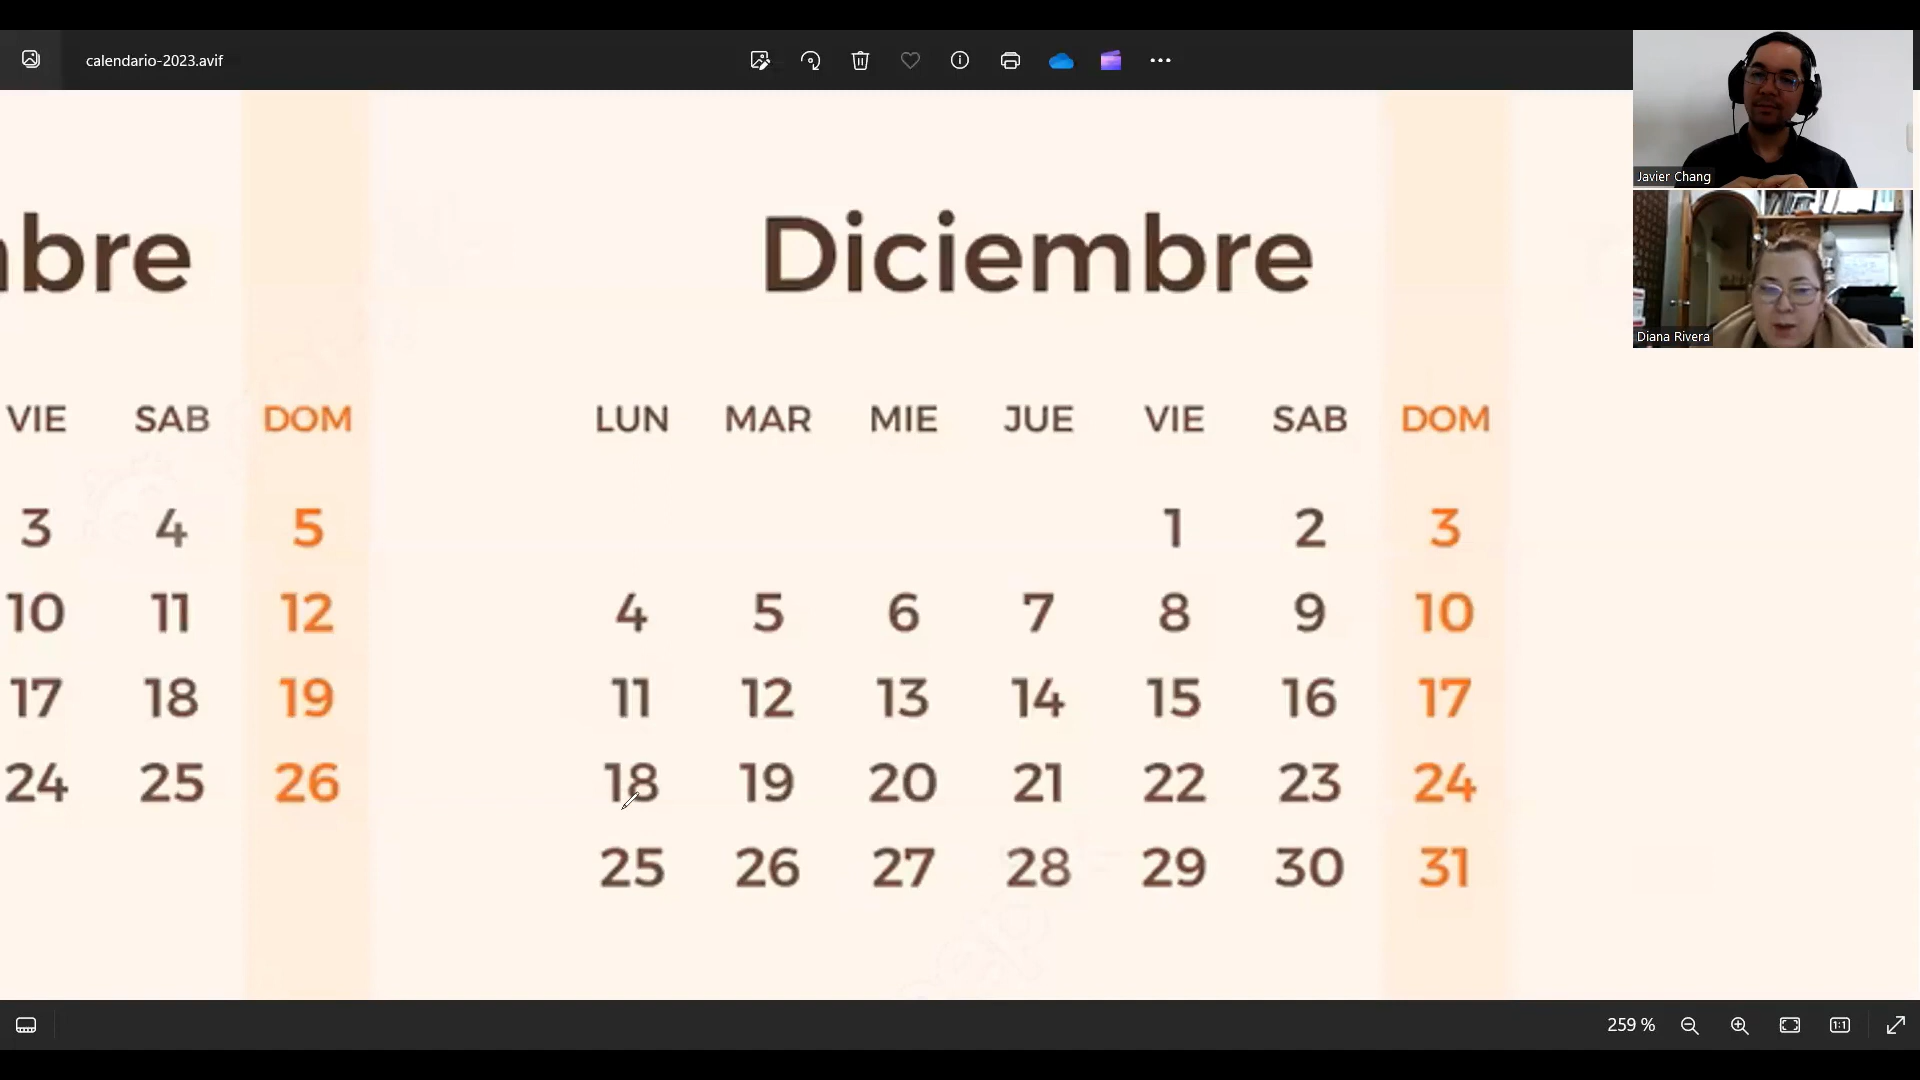 calendario-2023.avif
Javier Chang
Diana Rivera
mbre
VIE SAB DOM
3 4 5
10 11 12
17 18 19
24 25 26
Diciembre
LUN MAR MIE JUE VIE SAB DOM
1 2 3
4 5 6 7 8 9 10
11 12 13 14 15 16 17
18 19 20 21 22 23 24
25 26 27 28 29 30 31
259 %
1:1